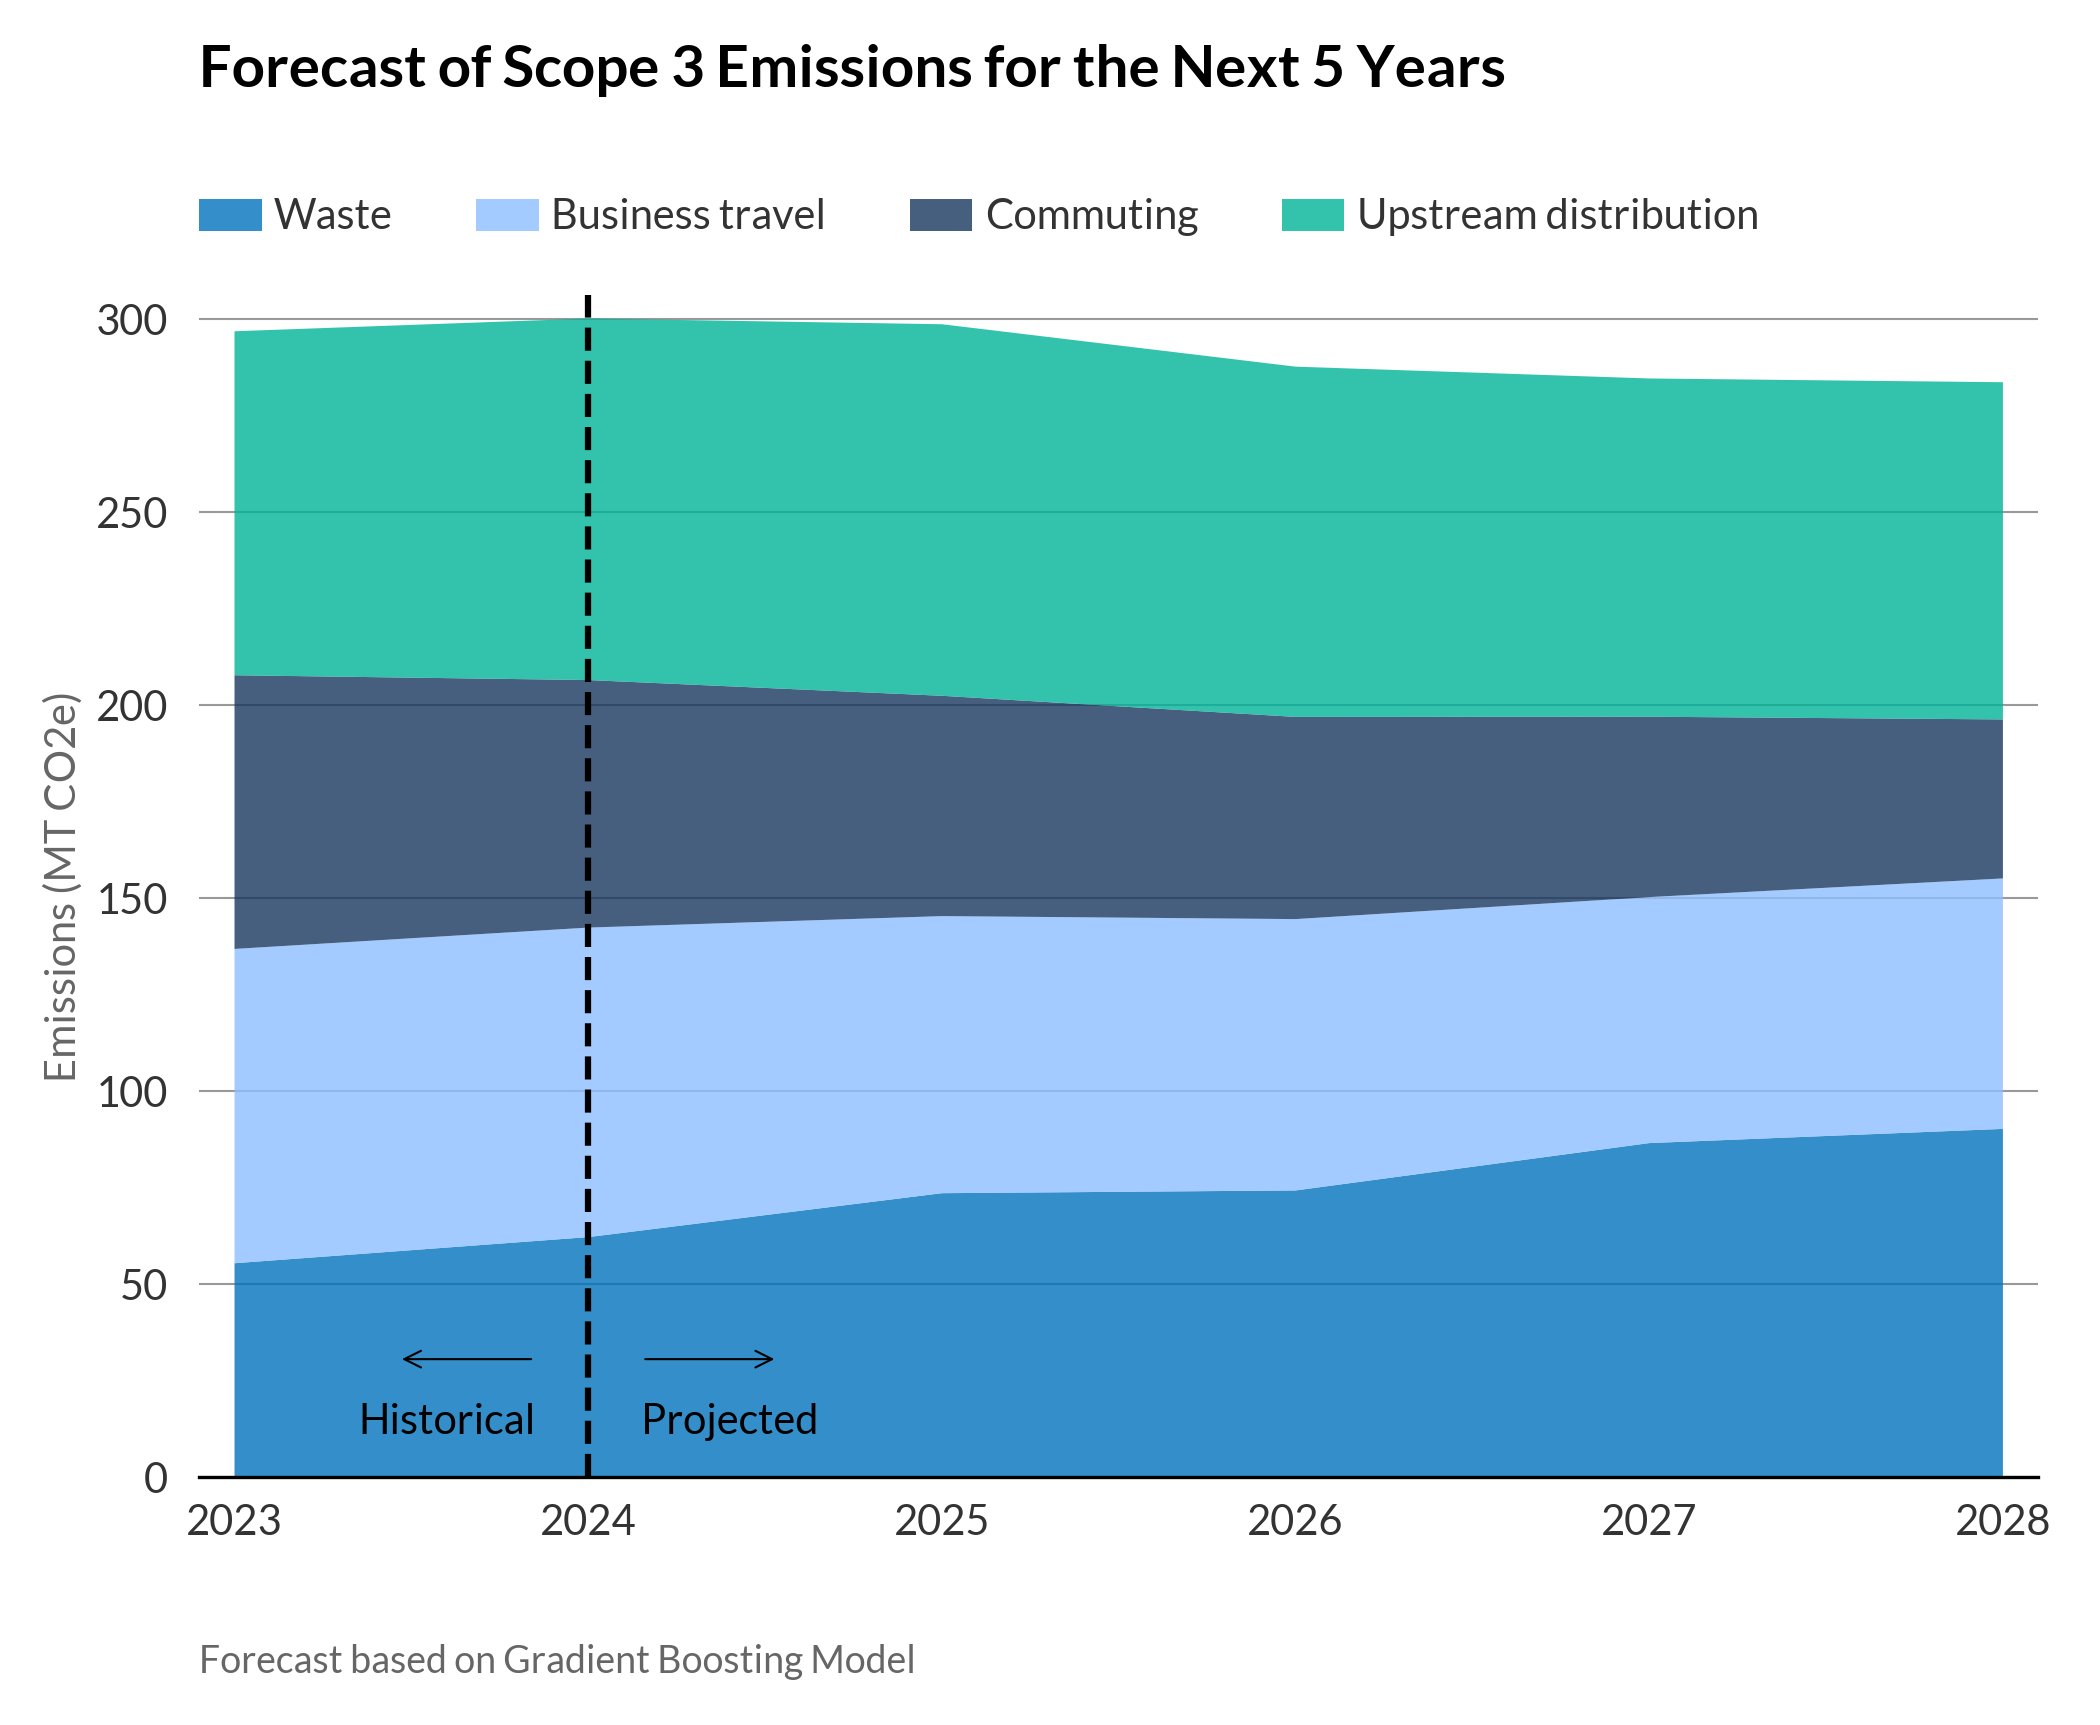 Forecast of Scope 3 Emissions for the Next 5 Years
Waste Business travel Commuting Upstream distribution
300
250
200
150
100
50
0
Emissions (MT CO2e)
Historical Projected
2023 2024 2025 2026 2027 2028
Forecast based on Gradient Boosting Model